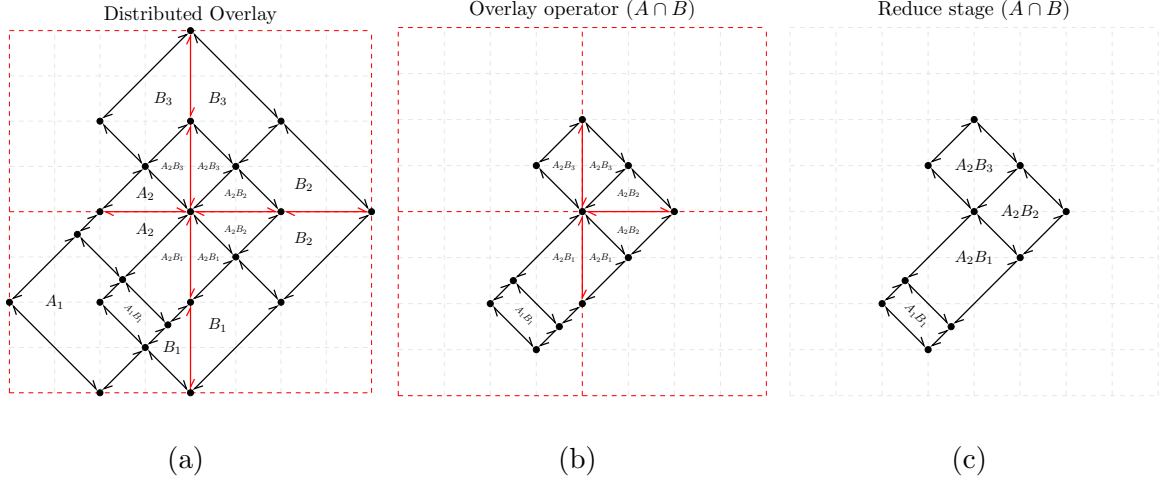 Distributed Overlay
Overlay operator (A ∩ B)
Reduce stage (A ∩ B)
B₃ B₃
A₂B₃ A₂B₃
A₂ A₂B₂ B₂
A₂ A₂B₂ B₂
A₂B₁ A₂B₁
A₁ A₁B₁
B₁ B₁
A₂B₃ A₂B₃
A₂B₂
A₂B₂
A₂B₁ A₂B₁
A₁B₁
A₂B₃
A₂B₂
A₂B₁
A₁B₁
(a)
(b)
(c)